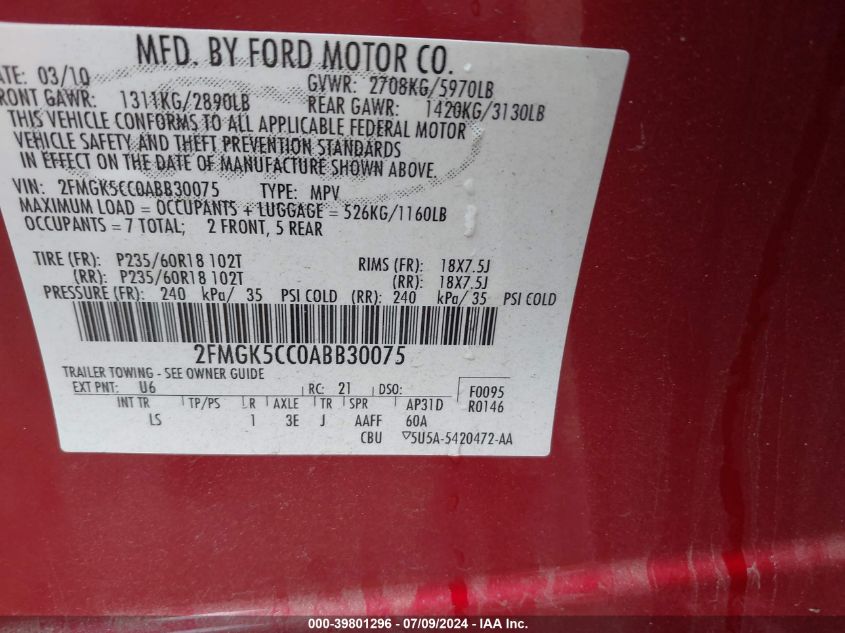 MFD. BY FORD MOTOR CO.
ATE: 03/10 GVWR: 2708KG/5970LB
RONT GAWR: 1311KG/2890LB REAR GAWR: 1420KG/3130LB
THIS VEHICLE CONFORMS TO ALL APPLICABLE FEDERAL MOTOR
VEHICLE SAFETY AND THEFT PREVENTION STANDARDS
IN EFFECT ON THE DATE OF MANUFACTURE SHOWN ABOVE.
VIN: 2FMGK5CC0ABB30075 TYPE: MPV
MAXIMUM LOAD = OCCUPANTS + LUGGAGE = 526KG/1160LB
OCCUPANTS = 7 TOTAL; 2 FRONT, 5 REAR
TIRE (FR): P235/60R18 102T RIMS (FR): 18X7.5J
(RR): P235/60R18 102T (RR): 18X7.5J
PRESSURE (FR): 240 kPa/ 35 PSI COLD (RR): 240 kPa/ 35 PSI COLD
2FMGK5CC0ABB30075
TRAILER TOWING - SEE OWNER GUIDE
EXT PNT: U6 RC: 21 DSO: F0095
INT TR TP/PS R AXLE TR SPR AP31D R0146
LS 1 3E J AAFF 60A
CBU 5U5A-5420472-AA
000-39801296 - 07/09/2024 - IAA Inc.